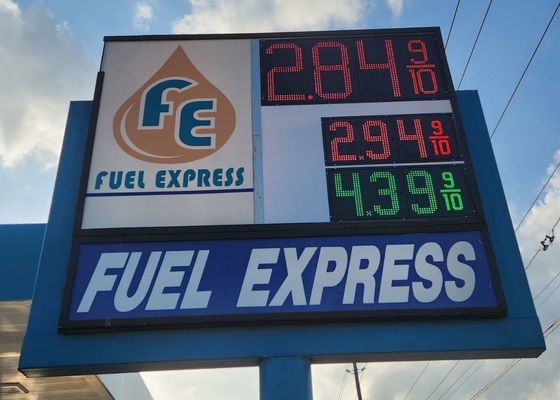 FE
FUEL EXPRESS
2.84 9/10
2.94 9/10
4.39 9/10
FUEL EXPRESS